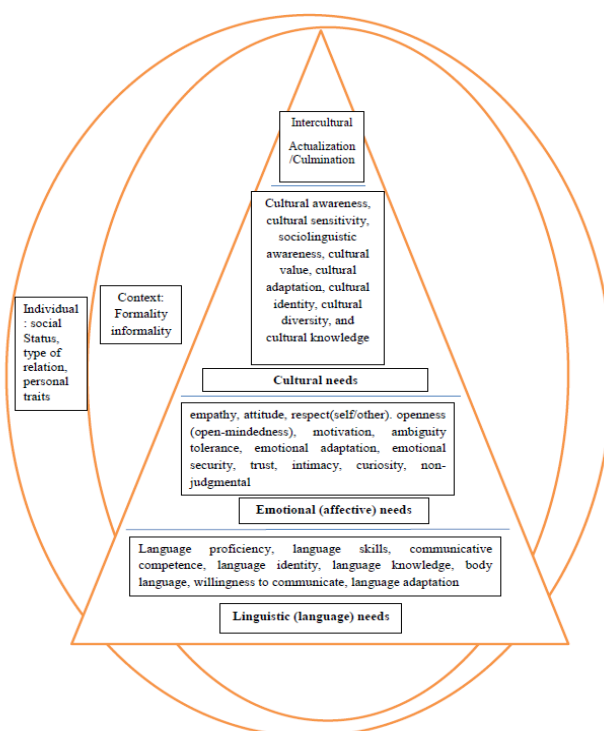 Intercultural
Actualization
/Culmination
Cultural awareness,
cultural sensitivity,
sociolinguistic
awareness, cultural
value, cultural
adaptation, cultural
identity, cultural
diversity, and
cultural knowledge
Cultural needs
Individual
: social
Status,
type of
relation,
personal
traits
Context:
Formality
informality
empathy, attitude, respect(self/other). openness
(open-mindedness), motivation, ambiguity
tolerance, emotional adaptation, emotional
security, trust, intimacy, curiosity, non-
judgmental
Emotional (affective) needs
Language proficiency, language skills, communicative
competence, language identity, language knowledge, body
language, willingness to communicate, language adaptation
Linguistic (language) needs